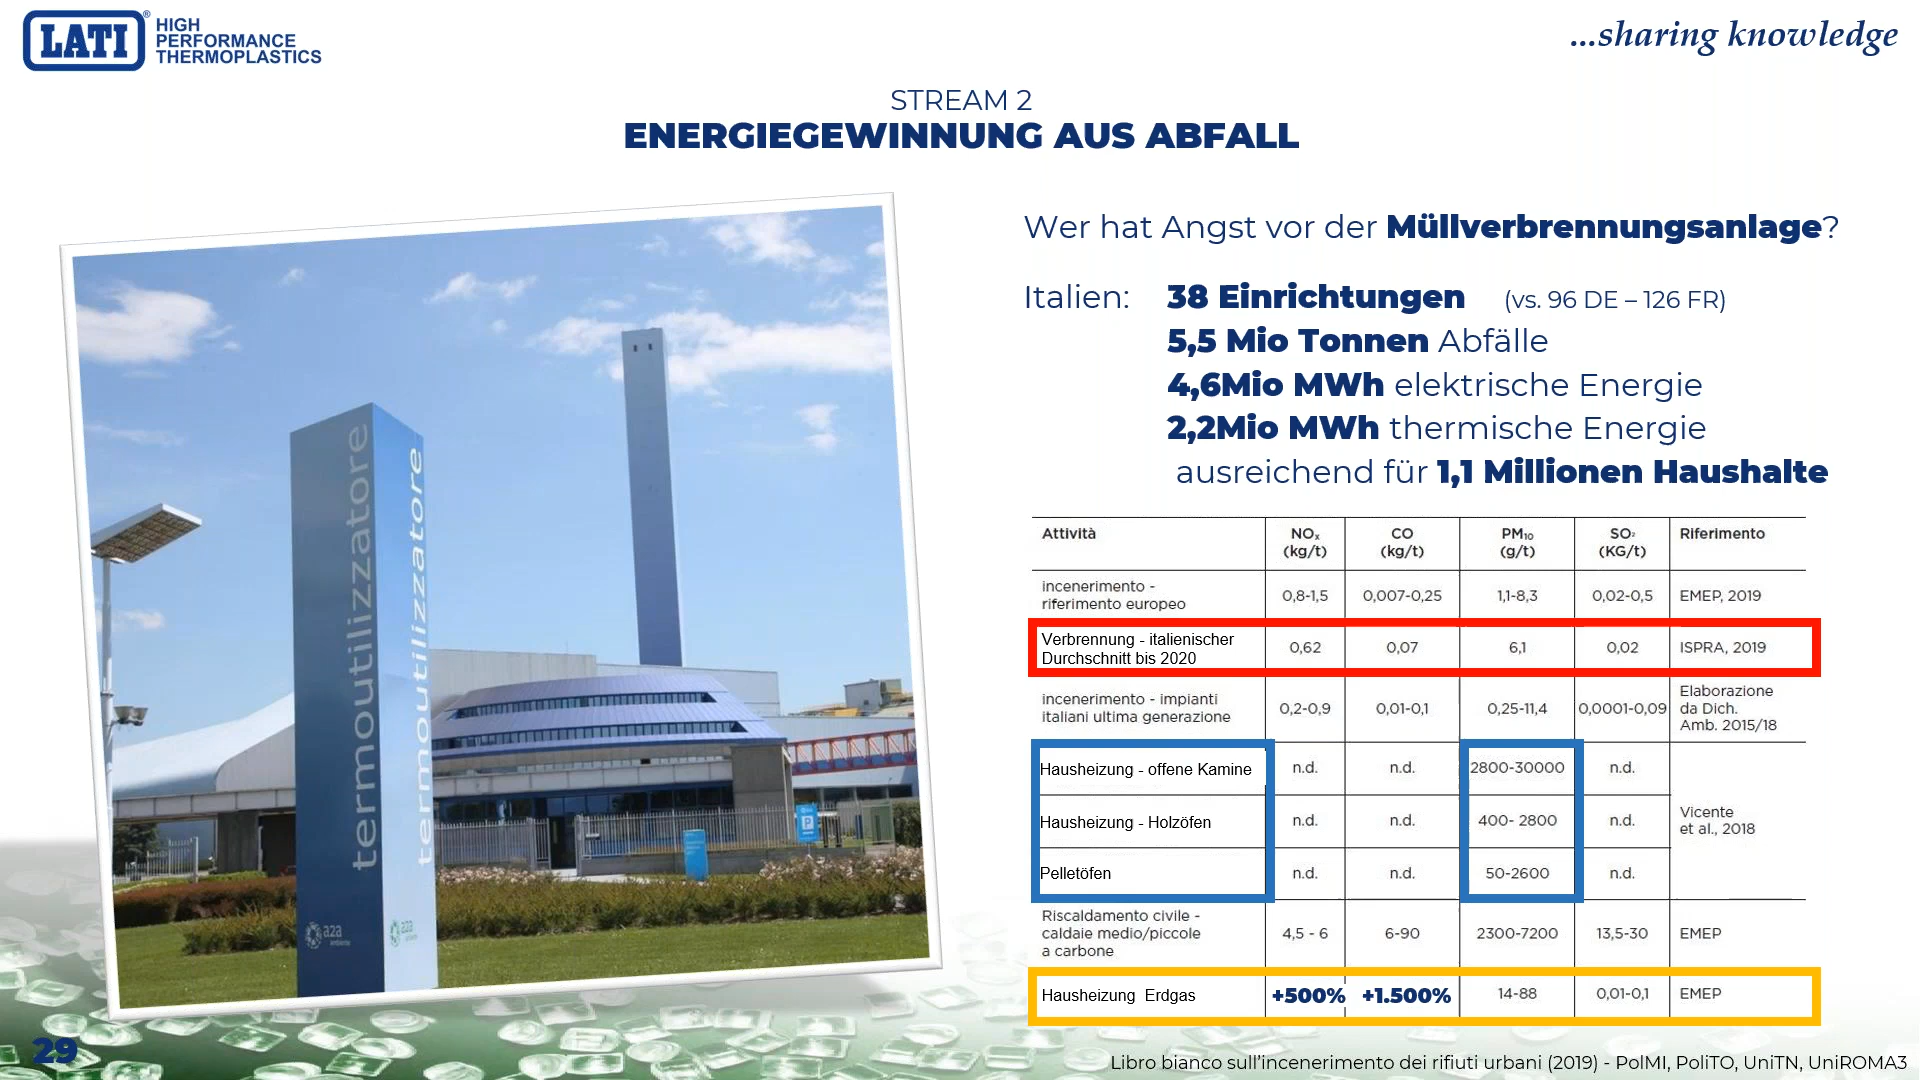 LATI®
HIGH
PERFORMANCE
THERMOPLASTICS
...sharing knowledge
STREAM 2
ENERGIEGEWINNUNG AUS ABFALL
termoutilizzatore
termoutilizzatore
a2a
ambiente
a2a
P
Wer hat Angst vor der Müllverbrennungsanlage?
Italien: 38 Einrichtungen (vs. 96 DE – 126 FR)
5,5 Mio Tonnen Abfälle
4,6Mio MWh elektrische Energie
2,2Mio MWh thermische Energie
ausreichend für 1,1 Millionen Haushalte
Attività NOx (kg/t) CO (kg/t) PM10 (g/t) SO2 (KG/t) Riferimento
incenerimento - riferimento europeo 0,8-1,5 0,007-0,25 1,1-8,3 0,02-0,5 EMEP, 2019
Verbrennung - italienischer Durchschnitt bis 2020 0,62 0,07 6,1 0,02 ISPRA, 2019
incenerimento - impianti italiani ultima generazione 0,2-0,9 0,01-0,1 0,25-11,4 0,0001-0,09 Elaborazione da Dich. Amb. 2015/18
Hausheizung - offene Kamine n.d. n.d. 2800-30000 n.d.
Hausheizung - Holzöfen n.d. n.d. 400- 2800 n.d. Vicente et al., 2018
Pelletöfen n.d. n.d. 50-2600 n.d.
Riscaldamento civile - caldaie medio/piccole a carbone 4,5 - 6 6-90 2300-7200 13,5-30 EMEP
Hausheizung Erdgas +500% +1.500% 14-88 0,01-0,1 EMEP
29
Libro bianco sull'incenerimento dei rifiuti urbani (2019) - PolMI, PoliTO, UniTN, UniROMA3